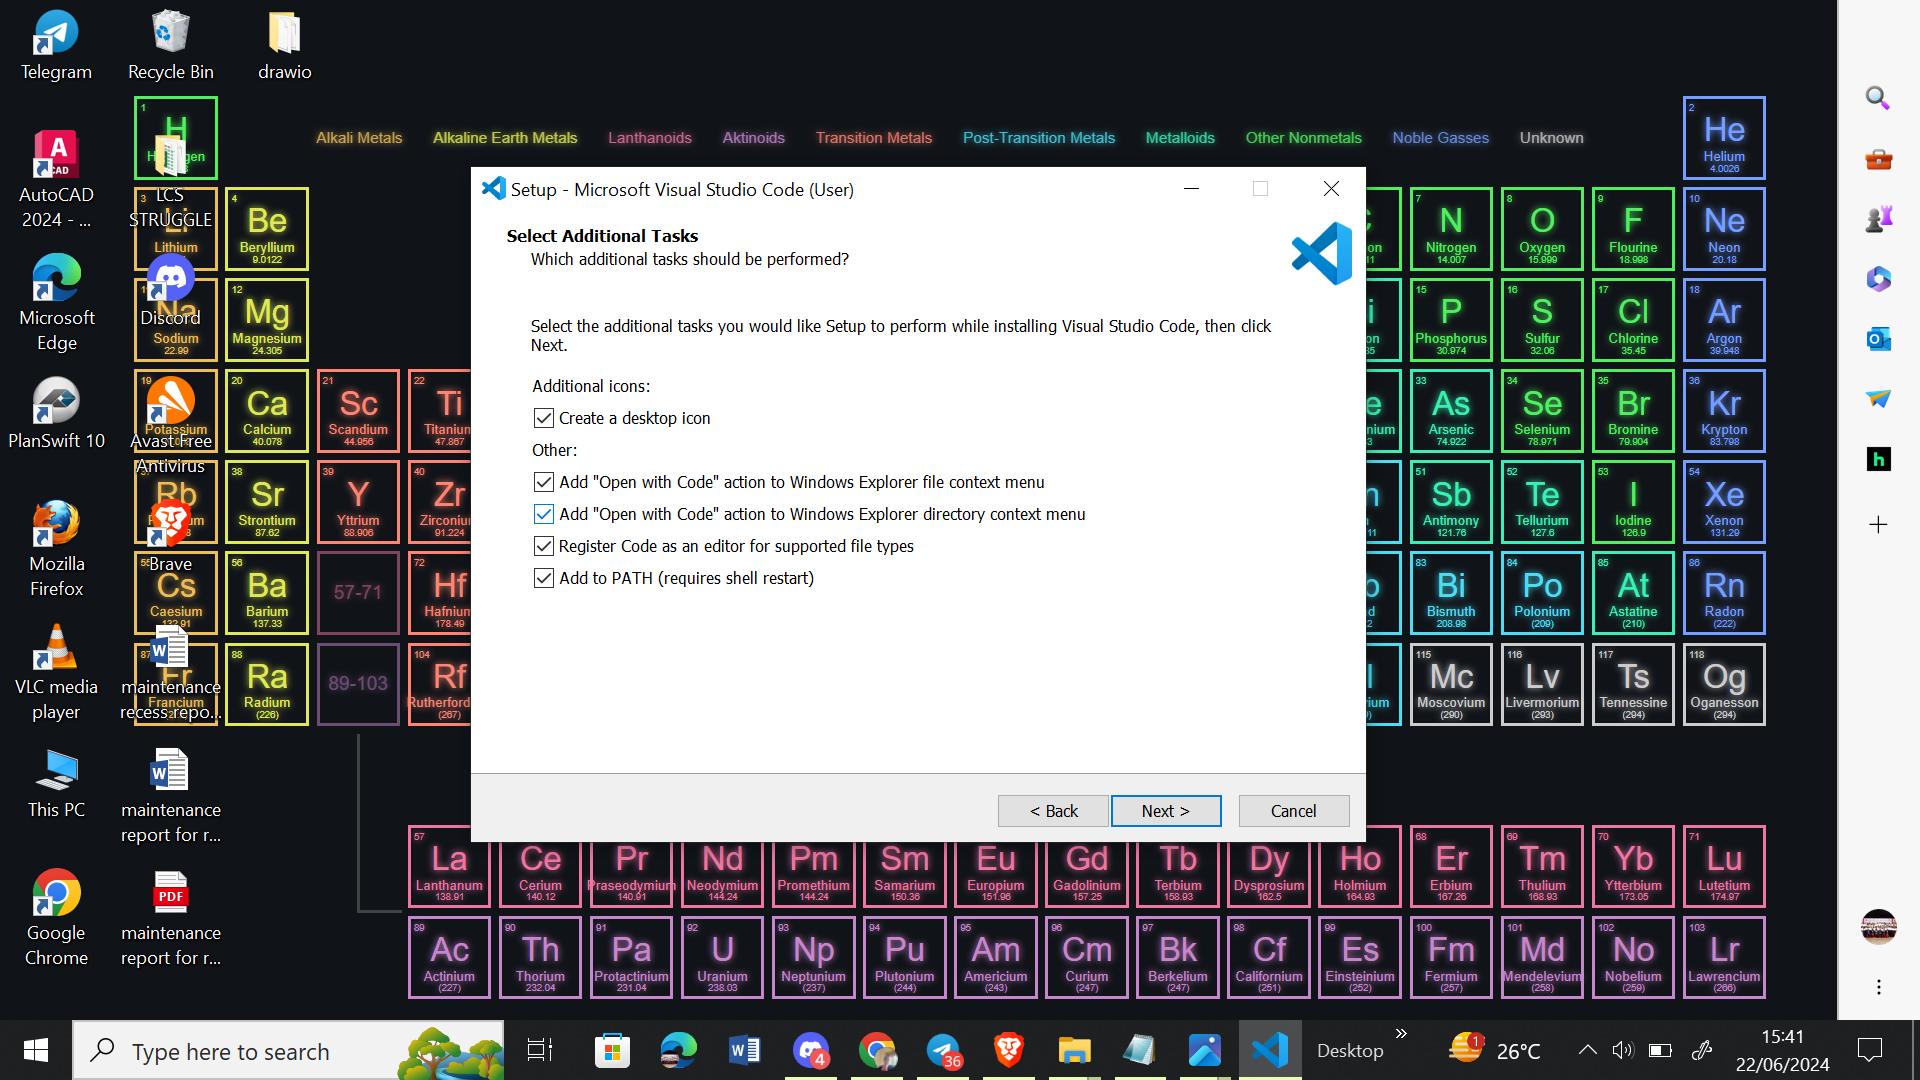 Telegram
Recycle Bin
drawio
AutoCAD
2024 - ...
LCS
STRUGGLE
Microsoft
Edge
Discord
PlanSwift 10
Avast Free
Antivirus
Mozilla
Firefox
Brave
VLC media
player
maintenance
recess repo...
This PC
maintenance
report for r...
Google
Chrome
PDF
maintenance
report for r...
Alkali Metals
Alkaline Earth Metals
Lanthanoids
Aktinoids
Transition Metals
Post-Transition Metals
Metalloids
Other Nonmetals
Noble Gasses
Unknown
1
H
2
He
Helium
4.0026
3
Li
Lithium
4
Be
Beryllium
9.0122
7
N
Nitrogen
14.007
8
O
Oxygen
15.999
9
F
Flourine
18.998
10
Ne
Neon
20.18
Na
Sodium
22.99
12
Mg
Magnesium
24.305
15
P
Phosphorus
30.974
16
S
Sulfur
32.06
17
Cl
Chlorine
35.45
18
Ar
Argon
39.948
19
Potassium
20
Ca
Calcium
40.078
21
Sc
Scandium
44.956
22
Ti
Titanium
47.867
33
As
Arsenic
74.922
34
Se
Selenium
78.971
35
Br
Bromine
79.904
36
Kr
Krypton
83.798
Rb
38
Sr
Strontium
87.62
39
Y
Yttrium
88.906
40
Zr
Zirconiu
91.224
51
Sb
Antimony
121.76
52
Te
Tellurium
127.6
53
I
Iodine
126.9
54
Xe
Xenon
131.29
55
Cs
Caesium
132.91
56
Ba
Barium
137.33
57-71
72
Hf
Hafnium
178.49
83
Bi
Bismuth
208.98
84
Po
Polonium
(209)
85
At
Astatine
(210)
86
Rn
Radon
(222)
87
Fr
Francium
88
Ra
Radium
(226)
89-103
104
Rf
Rutherford
(267)
115
Mc
Moscovium
(290)
116
Lv
Livermorium
(293)
117
Ts
Tennessine
(294)
118
Og
Oganesson
(294)
57
La
Lanthanum
138.91
Ce
Cerium
140.12
Pr
Praseodymium
140.91
Nd
Neodymium
144.24
Pm
Promethium
144.24
Sm
Samarium
150.36
Eu
Europium
151.96
Gd
Gadolinium
157.25
Tb
Terbium
158.93
Dy
Dysprosium
162.5
Ho
Holmium
164.93
68
Er
Erbium
167.26
69
Tm
Thulium
168.93
70
Yb
Ytterbium
173.05
71
Lu
Lutetium
174.97
89
Ac
Actinium
(227)
90
Th
Thorium
232.04
91
Pa
Protactinium
231.04
92
U
Uranium
238.03
93
Np
Neptunium
(237)
94
Pu
Plutonium
(244)
95
Am
Americium
(243)
96
Cm
Curium
(247)
97
Bk
Berkelium
(247)
98
Cf
Californium
(251)
99
Es
Einsteinium
(252)
100
Fm
Fermium
(257)
101
Md
Mendelevium
(258)
102
No
Nobelium
(259)
103
Lr
Lawrencium
(266)
Setup - Microsoft Visual Studio Code (User)
Select Additional Tasks
Which additional tasks should be performed?
Select the additional tasks you would like Setup to perform while installing Visual Studio Code, then click
Next.
Additional icons:
Create a desktop icon
Other:
Add "Open with Code" action to Windows Explorer file context menu
Add "Open with Code" action to Windows Explorer directory context menu
Register Code as an editor for supported file types
Add to PATH (requires shell restart)
< Back
Next >
Cancel
Type here to search
4
36
Desktop
1
26°C
15:41
22/06/2024